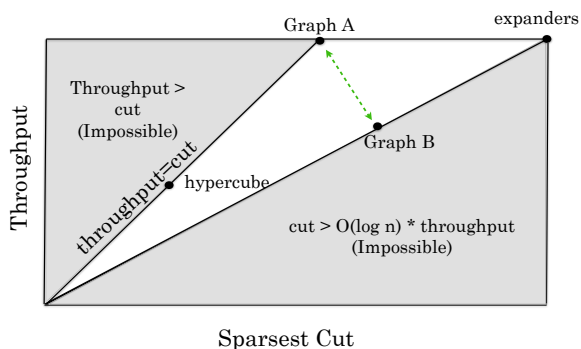 expanders
Graph A
Throughput >
cut
(Impossible)
Throughput
throughput=cut
hypercube
Graph B
cut > O(log n) * throughput
(Impossible)
Sparsest Cut